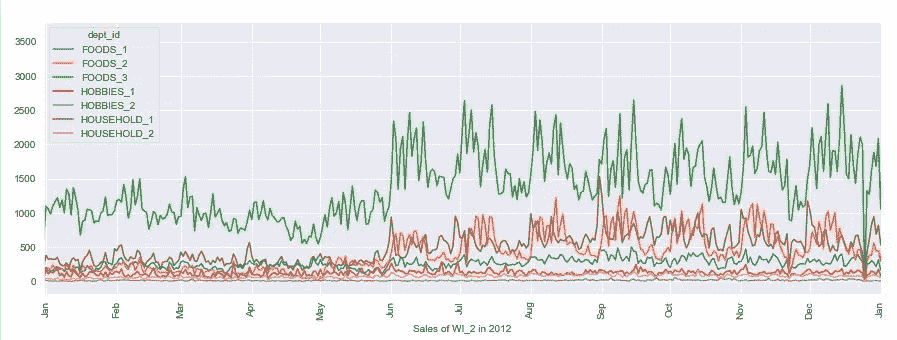 dept_id
FOODS_1
FOODS_2
FOODS_3
HOBBIES_1
HOBBIES_2
HOUSEHOLD_1
HOUSEHOLD_2
3500
3000
2500
2000
1500
1000
500
0
Jan
Feb
Mar
Apr
May
Jun
Jul
Aug
Sep
Oct
Nov
Dec
Jan
Sales of WI_2 in 2012